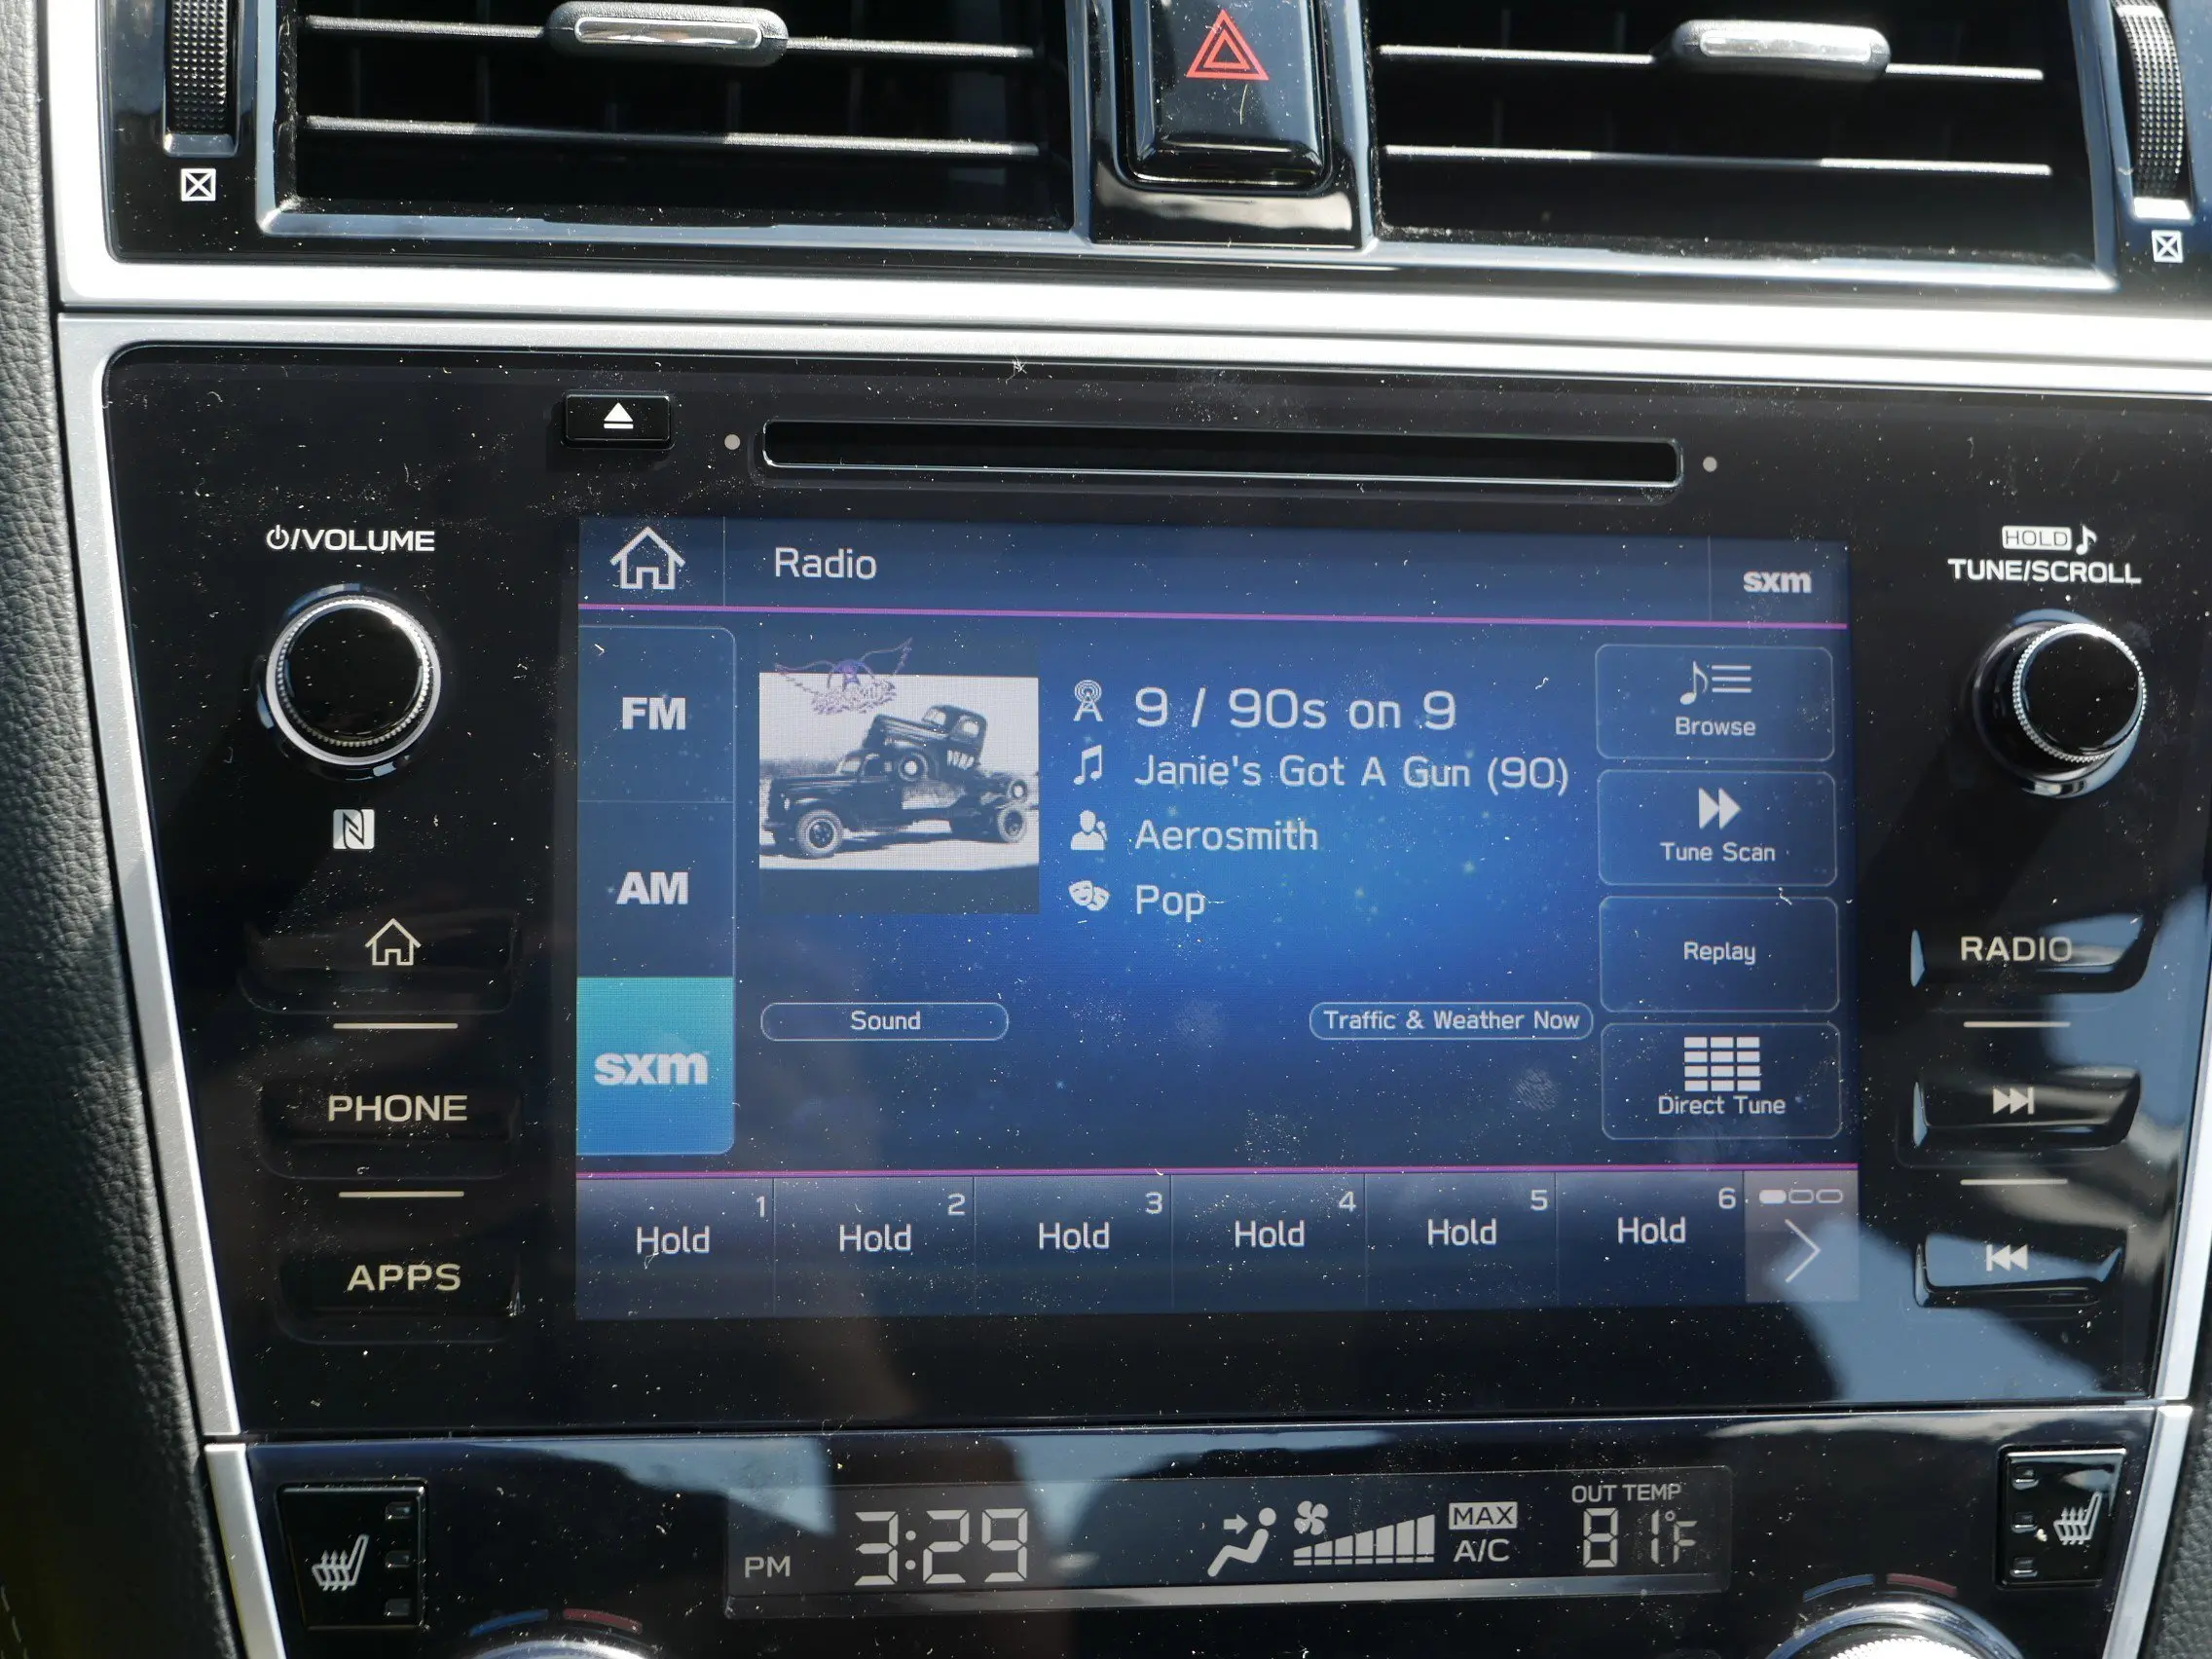 ⏻/VOLUME
HOLD ♪
TUNE/SCROLL
Radio
sxm
FM
9 / 90s on 9
Browse
Janie's Got A Gun (90)
Aerosmith
Tune Scan
AM
Pop
Replay
RADIO
Sound
Traffic & Weather Now
sxm
PHONE
Direct Tune
1 2 3 4 5 6
Hold Hold Hold Hold Hold Hold
APPS
OUT TEMP
PM 3:29
MAX
A/C
81°F